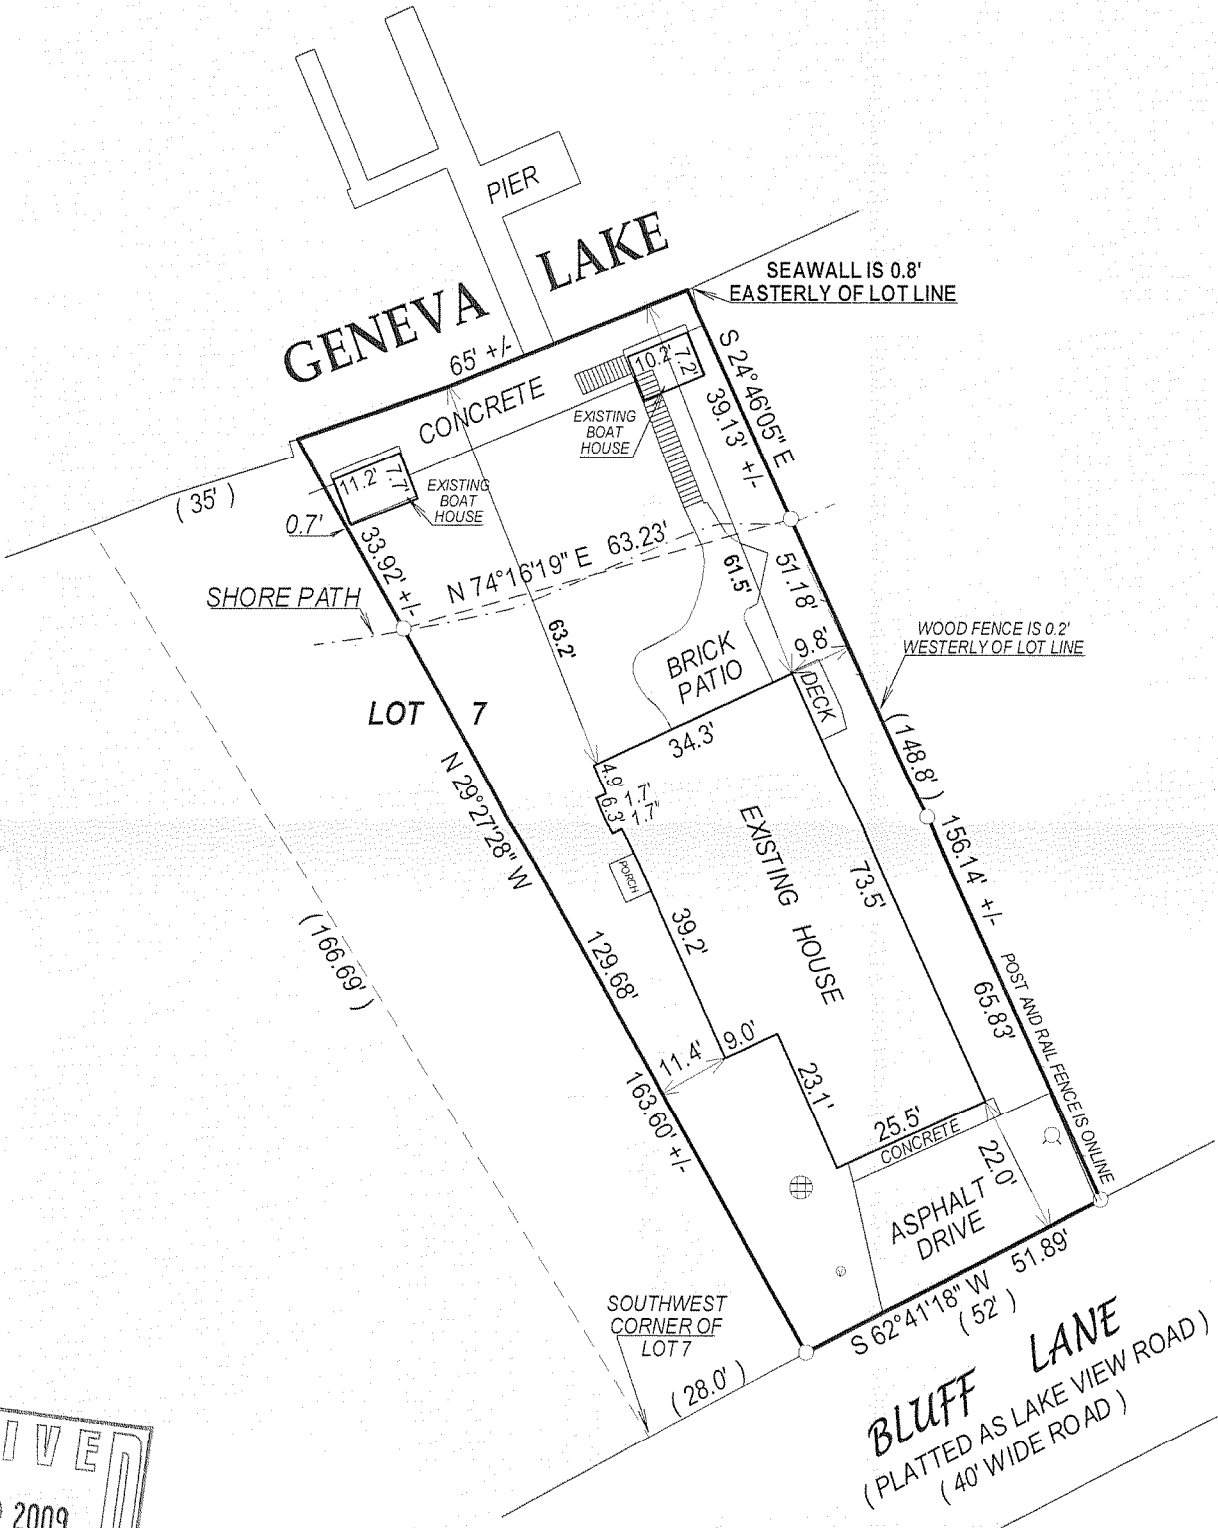 PIER
GENEVA LAKE
SEAWALL IS 0.8'
EASTERLY OF LOT LINE
65' +/-
CONCRETE
10.2'
7.2'
S 24°46'05" E
39.13' +/-
EXISTING
BOAT
HOUSE
11.2'
7.7'
EXISTING
BOAT
HOUSE
( 35' )
0.7'
33.92' +/-
N 74°16'19" E 63.23'
SHORE PATH
61.5'
51.18'
63.2'
9.8'
WOOD FENCE IS 0.2'
WESTERLY OF LOT LINE
BRICK
PATIO
DECK
LOT 7
34.3'
( 148.8' )
4.9'
1.7'
6.3'
1.7"
N 29°27'28" W
EXISTING HOUSE
156.14' +/-
PORCH
73.5'
39.2'
( 166.69' )
129.68'
65.83'
POST AND RAIL FENCE IS ONLINE
9.0'
11.4'
23.1'
163.60' +/-
25.5'
CONCRETE
22.0'
ASPHALT
DRIVE
51.89'
S 62°41'18" W
( 52' )
SOUTHWEST
CORNER OF
LOT 7
( 28.0' )
BLUFF LANE
( PLATTED AS LAKE VIEW ROAD )
( 40' WIDE ROAD )
IVED
2009